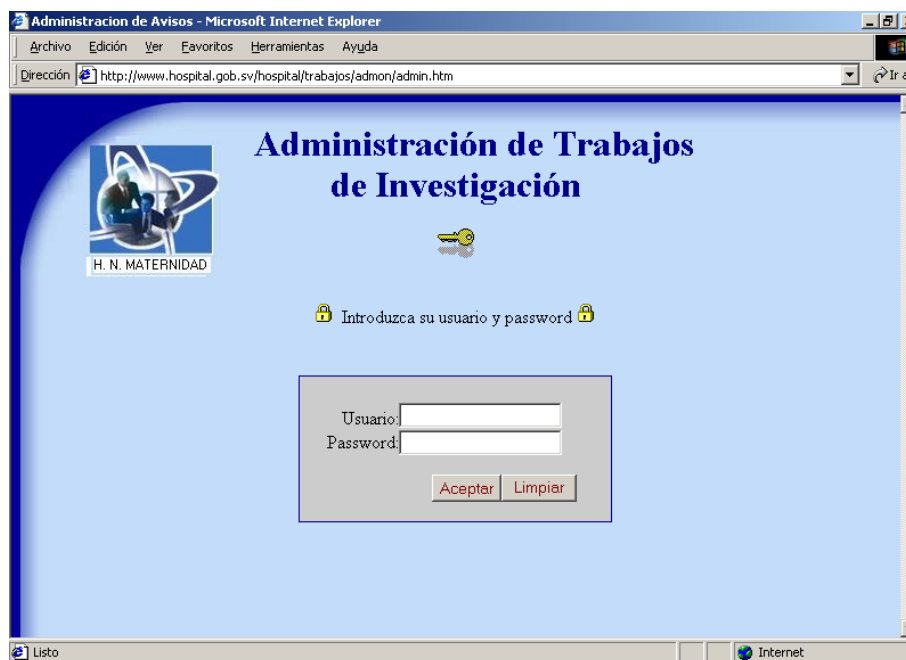 Administracion de Avisos - Microsoft Internet Explorer
Archivo Edición Ver Favoritos Herramientas Ayuda
Dirección http://www.hospital.gob.sv/hospital/trabajos/admon/admin.htm Ir a
Administración de Trabajos
de Investigación
H. N. MATERNIDAD
Introduzca su usuario y password
Usuario:
Password:
Aceptar Limpiar
Listo Internet